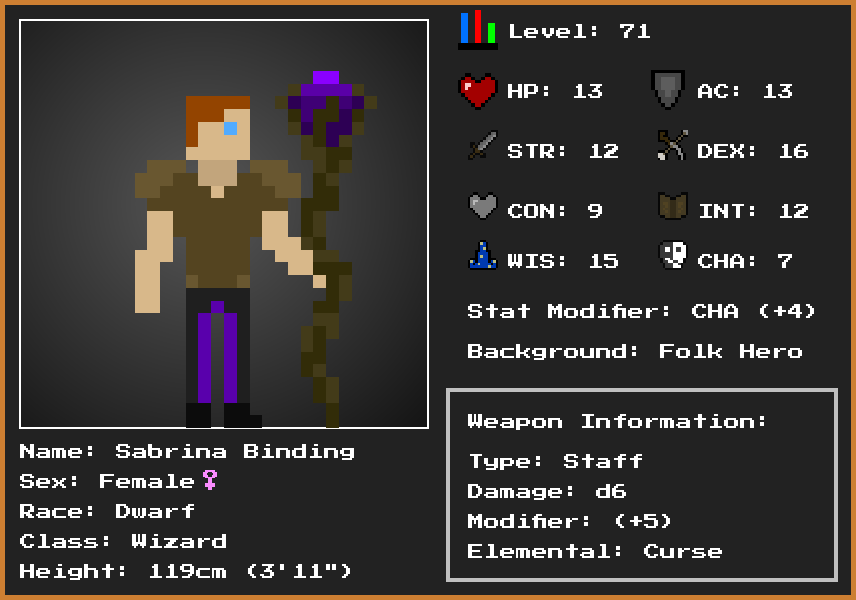 Level: 71
HP: 13
AC: 13
STR: 12
DEX: 16
CON: 9
INT: 12
WIS: 15
CHA: 7
Stat Modifier: CHA (+4)
Background: Folk Hero
Weapon Information:
Type: Staff
Damage: d6
Modifier: (+5)
Elemental: Curse
Name: Sabrina Binding
Sex: Female♀
Race: Dwarf
Class: Wizard
Height: 119cm (3'11")